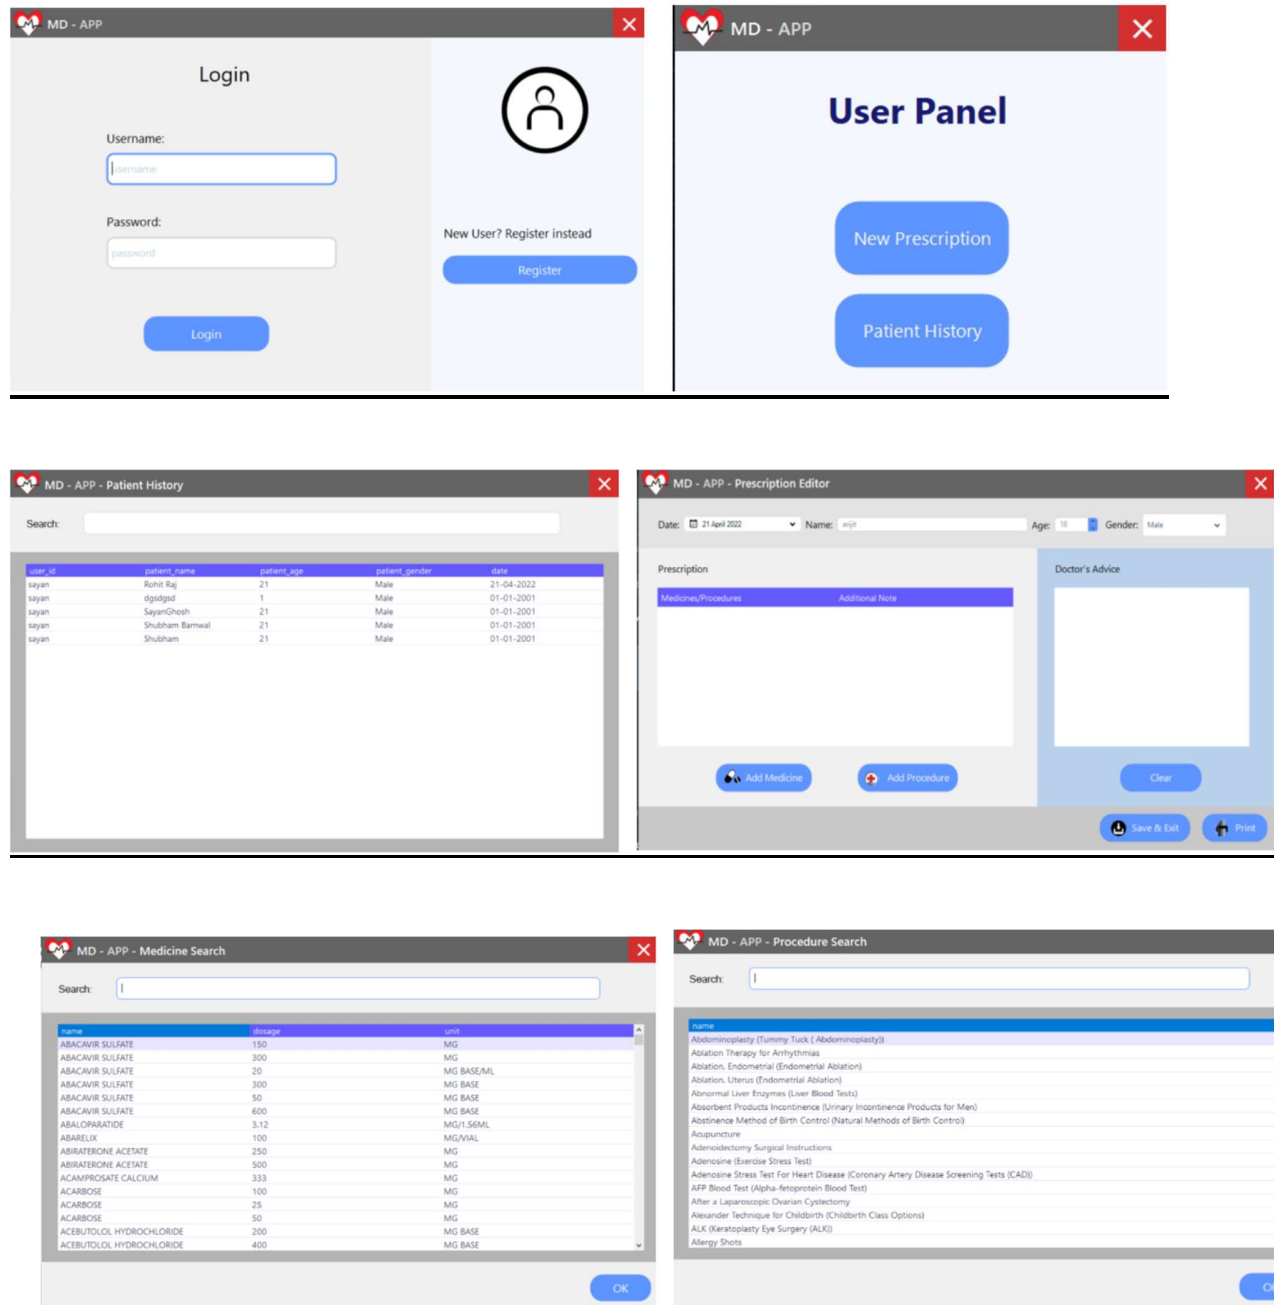 MD - APP
Login
Username:
username
Password:
password
Login
New User? Register instead
Register
MD - APP
User Panel
New Prescription
Patient History
MD - APP - Patient History
Search:
user_id patient_name patient_age patient_gender date
sayan Rohit Raj 21 Male 21-04-2022
sayan dgsdgsd 1 Male 01-01-2001
sayan SayanGhosh 21 Male 01-01-2001
sayan Shubham Barnwal 21 Male 01-01-2001
sayan Shubham 21 Male 01-01-2001
MD - APP - Prescription Editor
Date: 21 April 2022 Name: arijit Age: 18 Gender: Male
Prescription
Medicines/Procedures Additional Note
Add Medicine Add Procedure
Doctor's Advice
Clear
Save & Exit Print
MD - APP - Medicine Search
Search:
name dosage unit
ABACAVIR SULFATE 150 MG
ABACAVIR SULFATE 300 MG
ABACAVIR SULFATE 20 MG BASE/ML
ABACAVIR SULFATE 300 MG BASE
ABACAVIR SULFATE 50 MG BASE
ABACAVIR SULFATE 600 MG BASE
ABALOPARATIDE 3.12 MG/1.56ML
ABARELIX 100 MG/VIAL
ABIRATERONE ACETATE 250 MG
ABIRATERONE ACETATE 500 MG
ACAMPROSATE CALCIUM 333 MG
ACARBOSE 100 MG
ACARBOSE 25 MG
ACARBOSE 50 MG
ACEBUTOLOL HYDROCHLORIDE 200 MG BASE
ACEBUTOLOL HYDROCHLORIDE 400 MG BASE
OK
MD - APP - Procedure Search
Search:
name
Abdominoplasty (Tummy Tuck ( Abdominoplasty))
Ablation Therapy for Arrhythmias
Ablation, Endometrial (Endometrial Ablation)
Ablation, Uterus (Endometrial Ablation)
Abnormal Liver Enzymes (Liver Blood Tests)
Absorbent Products Incontinence (Urinary Incontinence Products for Men)
Abstinence Method of Birth Control (Natural Methods of Birth Control)
Acupuncture
Adenoidectomy Surgical Instructions
Adenosine (Exercise Stress Test)
Adenosine Stress Test For Heart Disease (Coronary Artery Disease Screening Tests (CAD))
AFP Blood Test (Alpha-fetoprotein Blood Test)
After a Laparoscopic Ovarian Cystectomy
Alexander Technique for Childbirth (Childbirth Class Options)
ALK (Keratoplasty Eye Surgery (ALK))
Allergy Shots